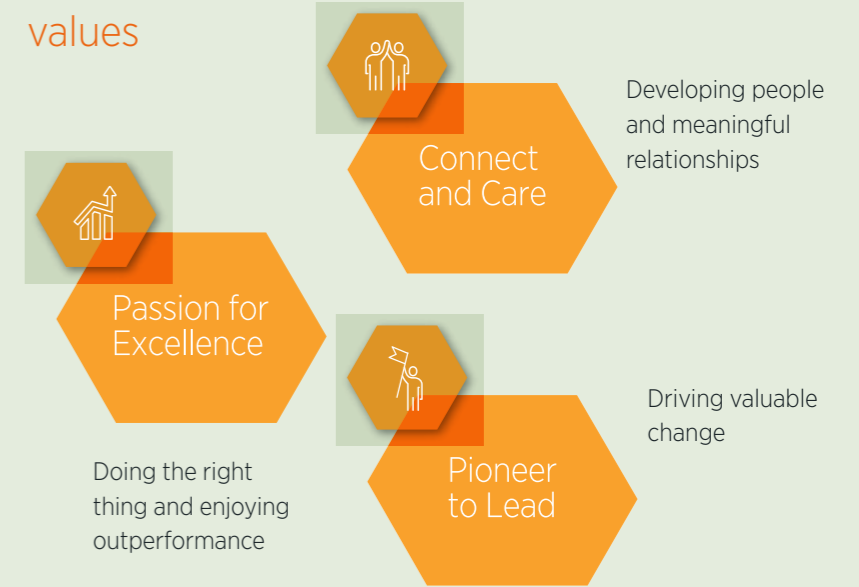 values
Connect
and Care
Developing people
and meaningful
relationships
Passion for
Excellence
Doing the right
thing and enjoying
outperformance
Pioneer
to Lead
Driving valuable
change